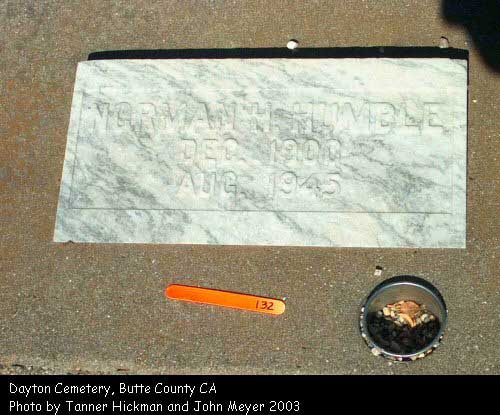 NORMAN H. HUMBLE
DEC. 1900
AUG. 1945
132
Dayton Cemetery, Butte County CA
Photo by Tanner Hickman and John Meyer 2003